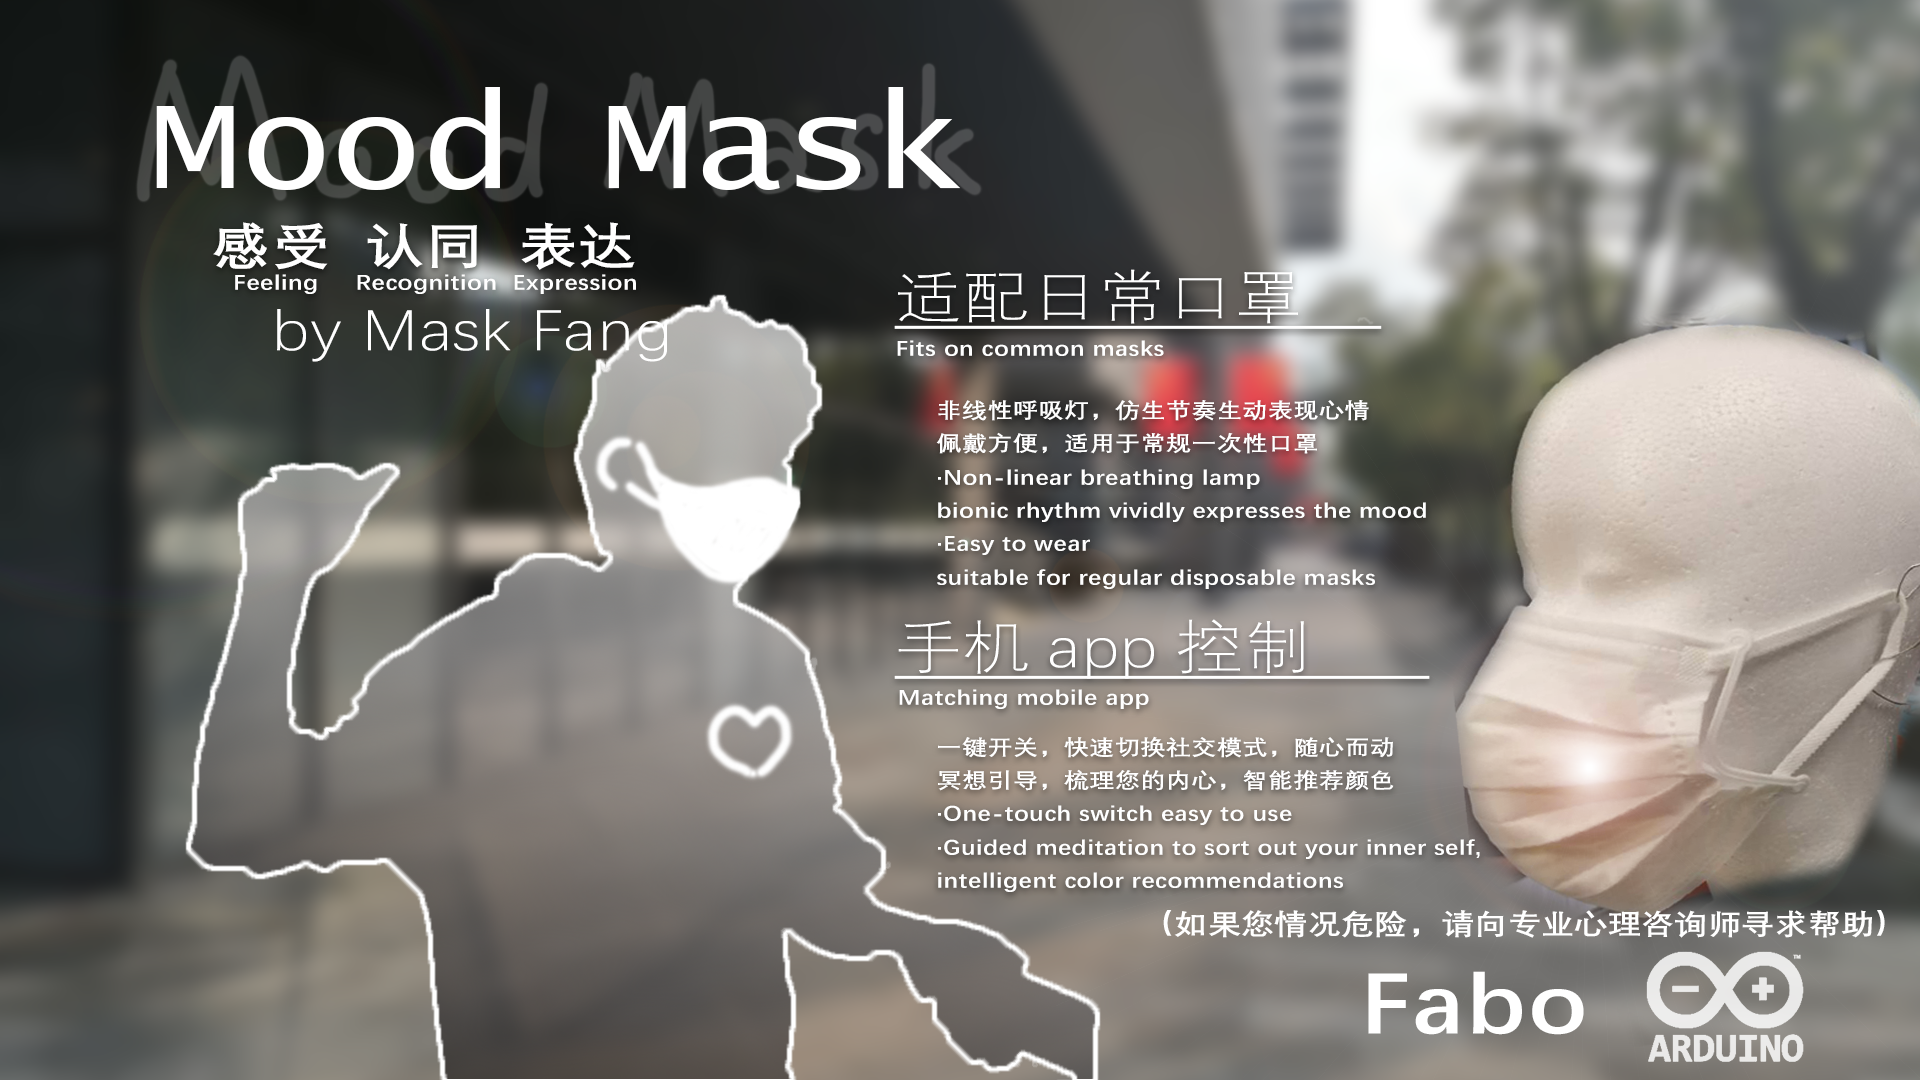 Mood Mask
Mood Mask
感受 认同 表达
Feeling Recognition Expression
by Mask Fang
适配日常口罩
Fits on common masks
非线性呼吸灯，仿生节奏生动表现心情
佩戴方便，适用于常规一次性口罩
·Non-linear breathing lamp
bionic rhythm vividly expresses the mood
·Easy to wear
suitable for regular disposable masks
手机 app 控制
Matching mobile app
一键开关，快速切换社交模式，随心而动
冥想引导，梳理您的内心，智能推荐颜色
·One-touch switch easy to use
·Guided meditation to sort out your inner self,
intelligent color recommendations
(如果您情况危险，请向专业心理咨询师寻求帮助)
Fabo
ARDUINO
TM